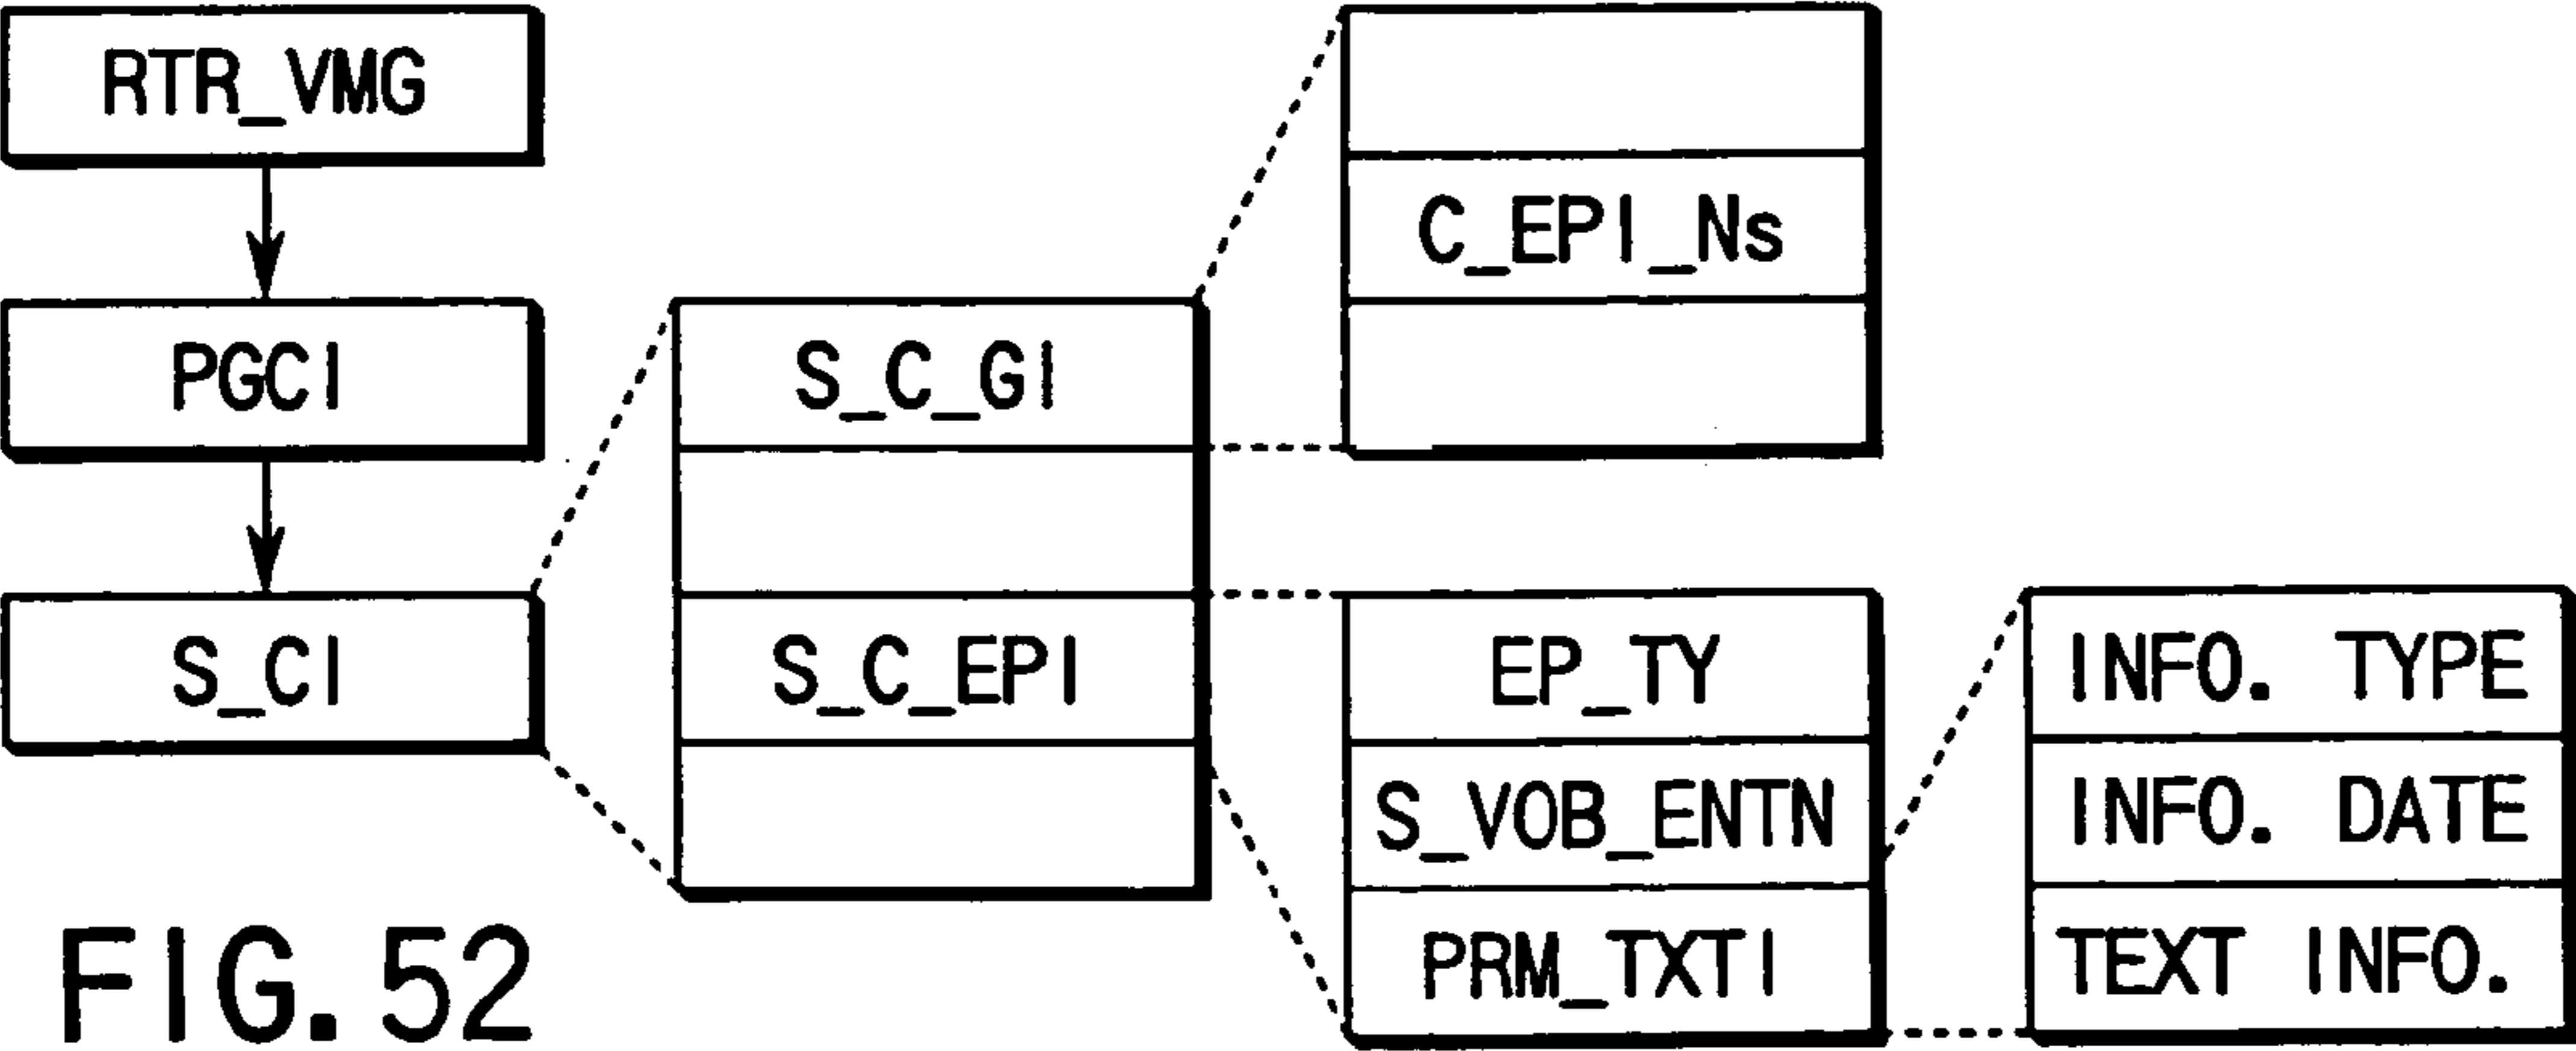 RTR_VMG
PGCI
S_CI
S_C_GI
S_C_EPI
C_EPI_Ns
EP_TY
S_VOB_ENTN
PRM_TXTI
INFO. TYPE
INFO. DATE
TEXT INFO.
FIG. 52